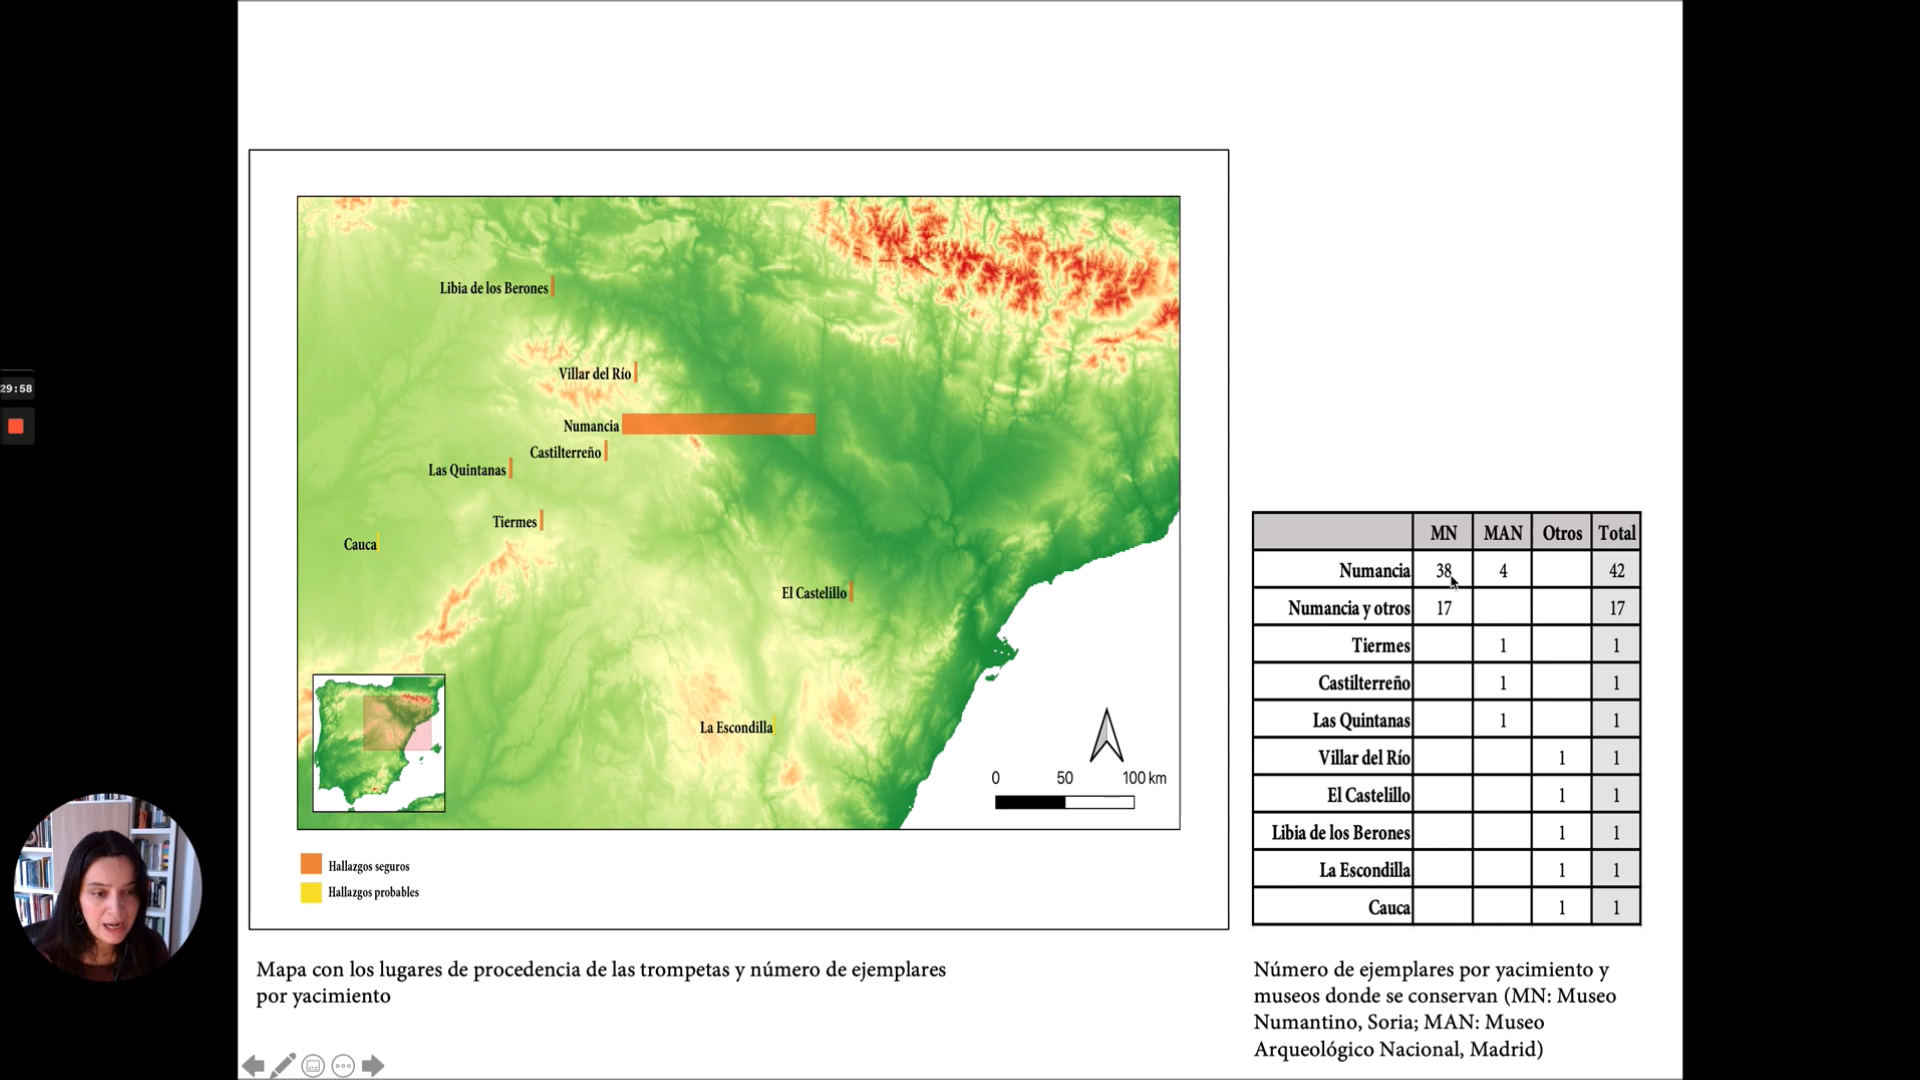 29:58
Libia de los Berones
Villar del Río
Numancia
Castilterreño
Las Quintanas
Tiermes
Cauca
El Castelillo
La Escondilla
0 50 100 km
Hallazgos seguros
Hallazgos probables
Mapa con los lugares de procedencia de las trompetas y número de ejemplares
por yacimiento
MN MAN Otros Total
Numancia 38 4 42
Numancia y otros 17 17
Tiermes 1 1
Castilterreño 1 1
Las Quintanas 1 1
Villar del Río 1 1
El Castelillo 1 1
Libia de los Berones 1 1
La Escondilla 1 1
Cauca 1 1
Número de ejemplares por yacimiento y
museos donde se conservan (MN: Museo
Numantino, Soria; MAN: Museo
Arqueológico Nacional, Madrid)